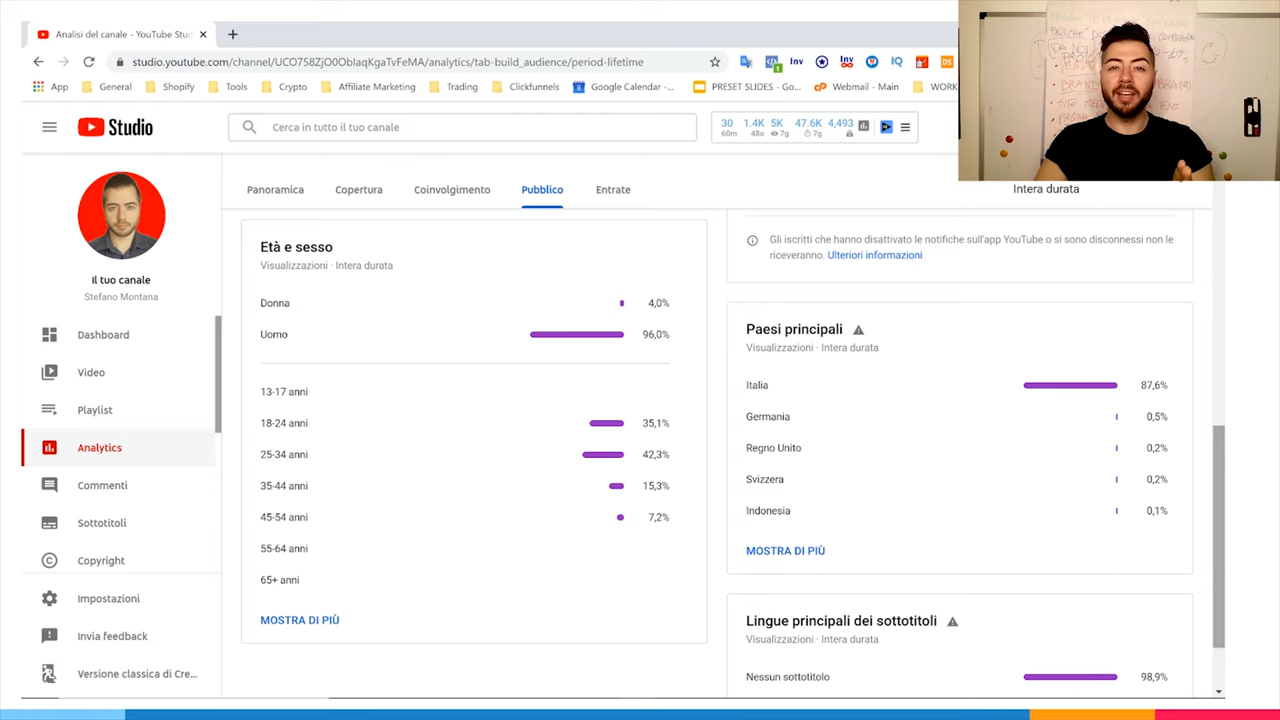 Analisi del canale - YouTube Stud
studio.youtube.com/channel/UCO758ZjO0ObIaqKgaTvFeMA/analytics/tab-build_audience/period-lifetime
Inv
Inv
IQ
DS
App
General
Shopify
Tools
Crypto
Affiliate Marketing
Trading
Clickfunnels
Google Calendar -...
PRESET SLIDES - Go...
Webmail - Main
WORK
Studio
Cerca in tutto il tuo canale
30 1.4K 5K 47.6K 4,493
60m 48o 7g 7g
Panoramica
Copertura
Coinvolgimento
Pubblico
Entrate
Intera durata
Il tuo canale
Stefano Montana
Dashboard
Video
Playlist
Analytics
Commenti
Sottotitoli
Copyright
Impostazioni
Invia feedback
Versione classica di Cre...
Età e sesso
Visualizzazioni · Intera durata
Donna 4,0%
Uomo 96,0%
13-17 anni
18-24 anni 35,1%
25-34 anni 42,3%
35-44 anni 15,3%
45-54 anni 7,2%
55-64 anni
65+ anni
MOSTRA DI PIÙ
Gli iscritti che hanno disattivato le notifiche sull'app YouTube o si sono disconnessi non le
riceveranno. Ulteriori informazioni
Paesi principali
Visualizzazioni · Intera durata
Italia 87,6%
Germania 0,5%
Regno Unito 0,2%
Svizzera 0,2%
Indonesia 0,1%
MOSTRA DI PIÙ
Lingue principali dei sottotitoli
Visualizzazioni · Intera durata
Nessun sottotitolo 98,9%